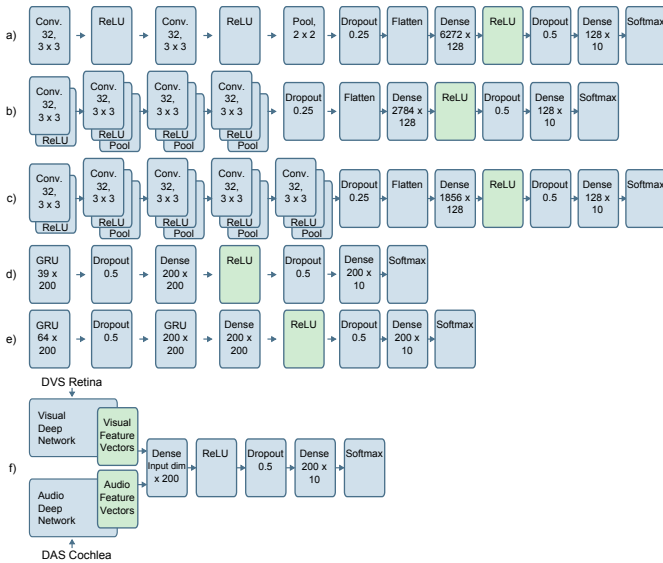 a)
Conv. 32, 3 x 3
ReLU
Conv. 32, 3 x 3
ReLU
Pool, 2 x 2
Dropout 0.25
Flatten
Dense 6272 x 128
ReLU
Dropout 0.5
Dense 128 x 10
Softmax
b)
Conv. 32, 3 x 3
ReLU
Conv. 32, 3 x 3
ReLU
Pool
Conv. 32, 3 x 3
ReLU
Pool
Conv. 32, 3 x 3
ReLU
Pool
Dropout 0.25
Flatten
Dense 2784 x 128
ReLU
Dropout 0.5
Dense 128 x 10
Softmax
c)
Conv. 32, 3 x 3
ReLU
Conv. 32, 3 x 3
ReLU
Pool
Conv. 32, 3 x 3
ReLU
Pool
Conv. 32, 3 x 3
ReLU
Pool
Conv. 32, 3 x 3
ReLU
Pool
Dropout 0.25
Flatten
Dense 1856 x 128
ReLU
Dropout 0.5
Dense 128 x 10
Softmax
d)
GRU 39 x 200
Dropout 0.5
Dense 200 x 200
ReLU
Dropout 0.5
Dense 200 x 10
Softmax
e)
GRU 64 x 200
Dropout 0.5
GRU 200 x 200
Dense 200 x 200
ReLU
Dropout 0.5
Dense 200 x 10
Softmax
DVS Retina
f)
Visual Deep Network
Visual Feature Vectors
Audio Deep Network
Audio Feature Vectors
DAS Cochlea
Dense Input dim x 200
ReLU
Dropout 0.5
Dense 200 x 10
Softmax